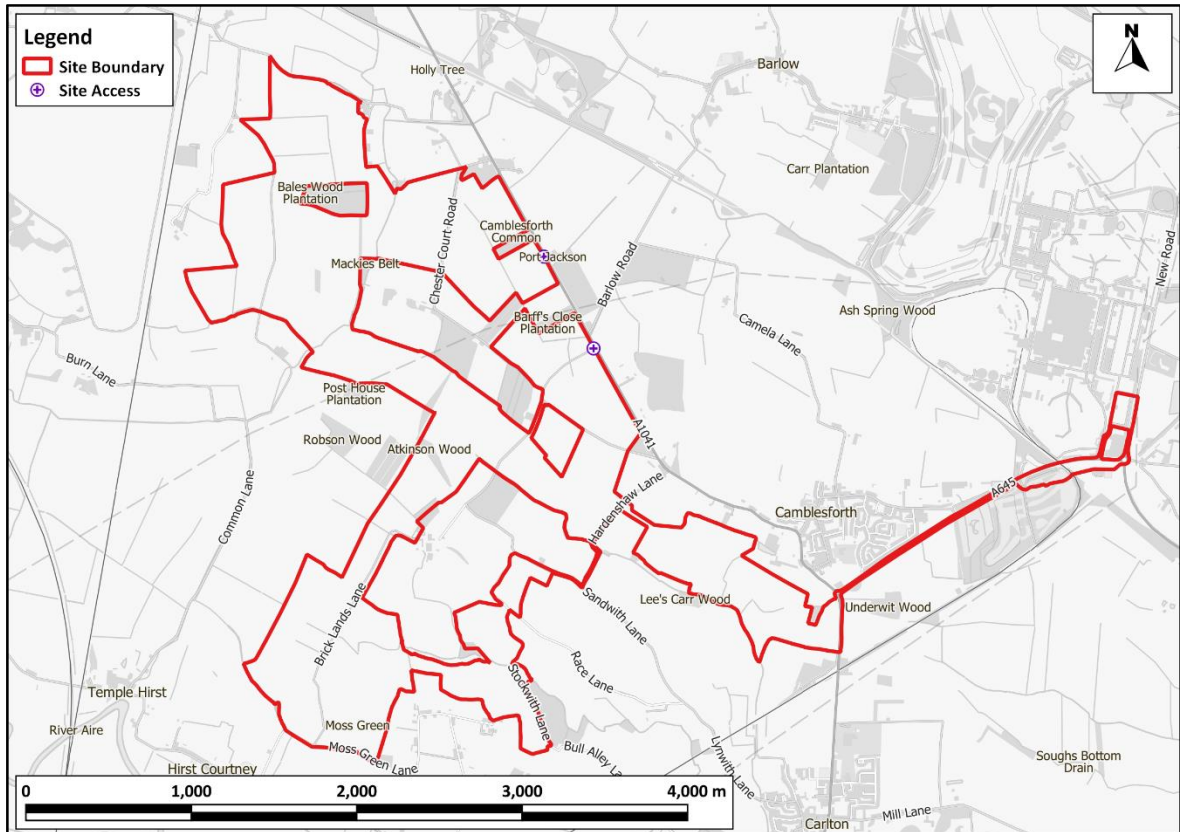 Legend
Site Boundary
Site Access
N
Holly Tree
Barlow
Carr Plantation
Bales Wood
Plantation
Chester Court Road
Camblesforth
Common
Port Jackson
Mackies Belt
Barlow Road
New Road
Barff's Close
Plantation
Camela Lane
Ash Spring Wood
Burn Lane
Post House
Plantation
Robson Wood
Atkinson Wood
A1041
Common Lane
Hardenshaw Lane
A645
Camblesforth
Brick Lands Lane
Sandwith Lane
Lee's Carr Wood
Underwit Wood
Race Lane
Stockwith Lane
Temple Hirst
River Aire
Moss Green
Moss Green Lane
Hirst Courtney
Bull Alley La
Lynwith Lane
Soughs Bottom
Drain
Mill Lane
Carlton
0 1,000 2,000 3,000 4,000 m